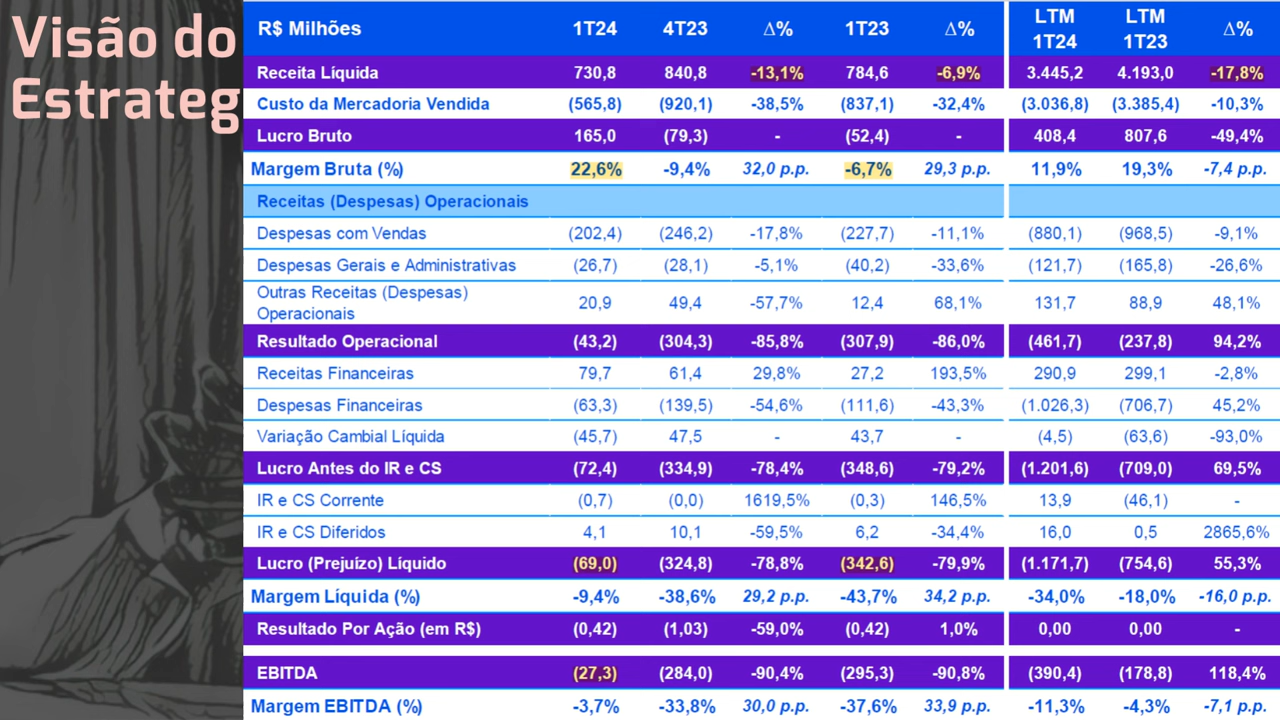 Visão do
Estrateg
R$ Milhões 1T24 4T23 Δ% 1T23 Δ% LTM 1T24 LTM 1T23 Δ%
Receita Líquida 730,8 840,8 -13,1% 784,6 -6,9% 3.445,2 4.193,0 -17,8%
Custo da Mercadoria Vendida (565,8) (920,1) -38,5% (837,1) -32,4% (3.036,8) (3.385,4) -10,3%
Lucro Bruto 165,0 (79,3) - (52,4) - 408,4 807,6 -49,4%
Margem Bruta (%) 22,6% -9,4% 32,0 p.p. -6,7% 29,3 p.p. 11,9% 19,3% -7,4 p.p.
Receitas (Despesas) Operacionais
Despesas com Vendas (202,4) (246,2) -17,8% (227,7) -11,1% (880,1) (968,5) -9,1%
Despesas Gerais e Administrativas (26,7) (28,1) -5,1% (40,2) -33,6% (121,7) (165,8) -26,6%
Outras Receitas (Despesas)
Operacionais 20,9 49,4 -57,7% 12,4 68,1% 131,7 88,9 48,1%
Resultado Operacional (43,2) (304,3) -85,8% (307,9) -86,0% (461,7) (237,8) 94,2%
Receitas Financeiras 79,7 61,4 29,8% 27,2 193,5% 290,9 299,1 -2,8%
Despesas Financeiras (63,3) (139,5) -54,6% (111,6) -43,3% (1.026,3) (706,7) 45,2%
Variação Cambial Líquida (45,7) 47,5 - 43,7 - (4,5) (63,6) -93,0%
Lucro Antes do IR e CS (72,4) (334,9) -78,4% (348,6) -79,2% (1.201,6) (709,0) 69,5%
IR e CS Corrente (0,7) (0,0) 1619,5% (0,3) 146,5% 13,9 (46,1) -
IR e CS Diferidos 4,1 10,1 -59,5% 6,2 -34,4% 16,0 0,5 2865,6%
Lucro (Prejuízo) Líquido (69,0) (324,8) -78,8% (342,6) -79,9% (1.171,7) (754,6) 55,3%
Margem Líquida (%) -9,4% -38,6% 29,2 p.p. -43,7% 34,2 p.p. -34,0% -18,0% -16,0 p.p.
Resultado Por Ação (em R$) (0,42) (1,03) -59,0% (0,42) 1,0% 0,00 0,00 -
EBITDA (27,3) (284,0) -90,4% (295,3) -90,8% (390,4) (178,8) 118,4%
Margem EBITDA (%) -3,7% -33,8% 30,0 p.p. -37,6% 33,9 p.p. -11,3% -4,3% -7,1 p.p.